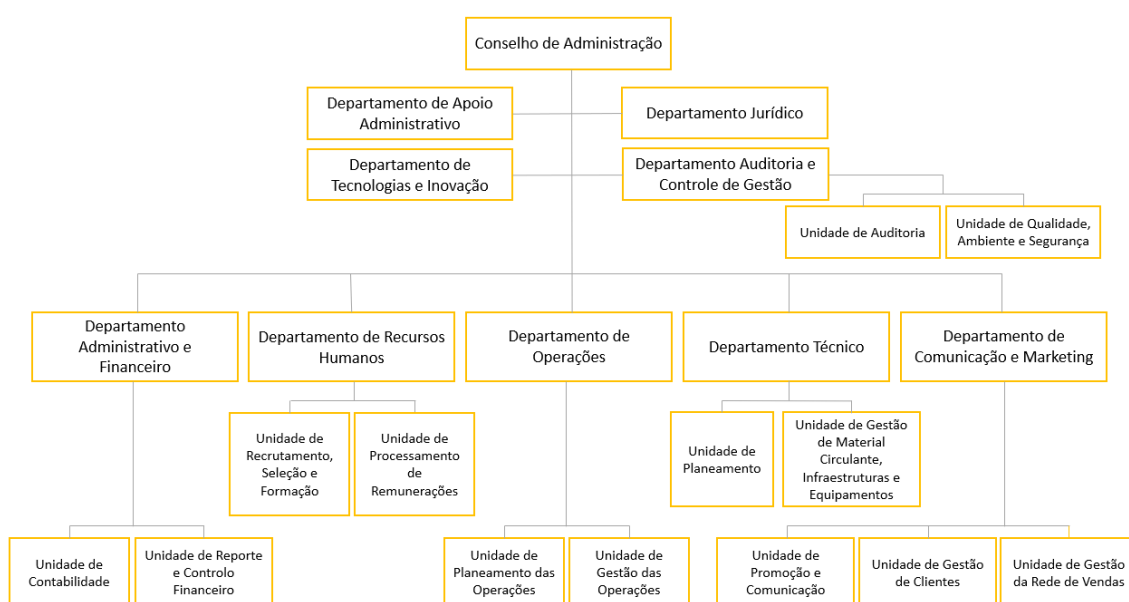 Conselho de Administração
Departamento de Apoio
Administrativo
Departamento Jurídico
Departamento de
Tecnologias e Inovação
Departamento Auditoria e
Controle de Gestão
Unidade de Auditoria
Unidade de Qualidade,
Ambiente e Segurança
Departamento
Administrativo e
Financeiro
Departamento de Recursos
Humanos
Departamento de
Operações
Departamento Técnico
Departamento de
Comunicação e Marketing
Unidade de
Recrutamento,
Seleção e
Formação
Unidade de
Processamento
de
Remunerações
Unidade de
Planeamento
Unidade de Gestão
de Material
Circulante,
Infraestruturas e
Equipamentos
Unidade de
Contabilidade
Unidade de Reporte
e Controlo
Financeiro
Unidade de
Planeamento das
Operações
Unidade de
Gestão das
Operações
Unidade de
Promoção e
Comunicação
Unidade de Gestão
de Clientes
Unidade de Gestão
da Rede de Vendas